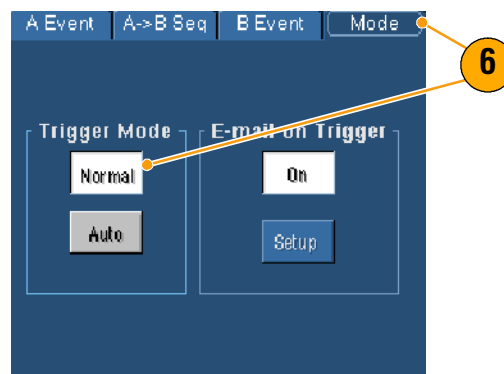 A Event A->B Seq B Event Mode
6
Trigger Mode E-mail on Trigger
Normal On
Auto Setup